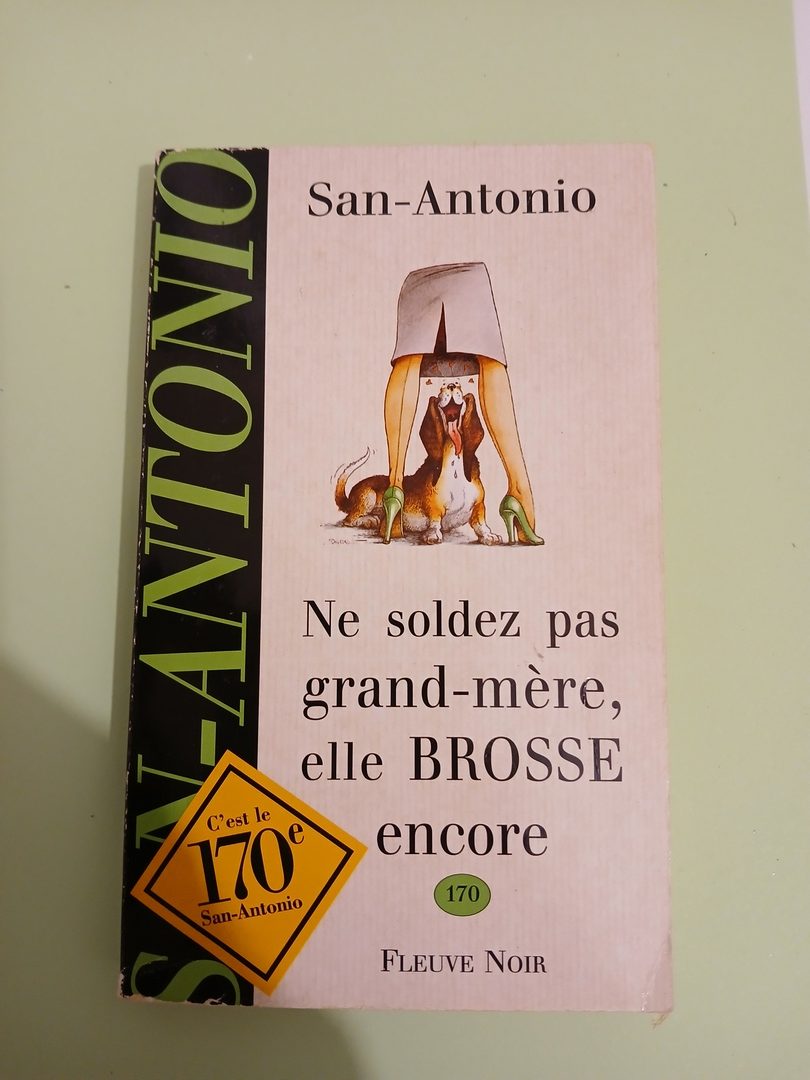 SAN-ANTONIO
San-Antonio
Ne soldez pas
grand-mère,
elle BROSSE
encore
170
FLEUVE NOIR
C'est le
170e
San-Antonio